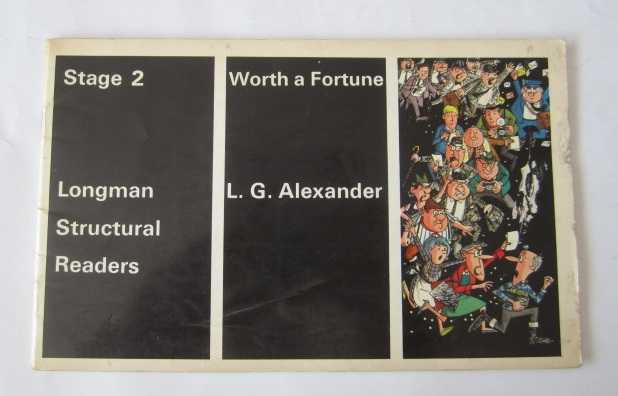 Stage 2
Longman
Structural
Readers
Worth a Fortune
L. G. Alexander